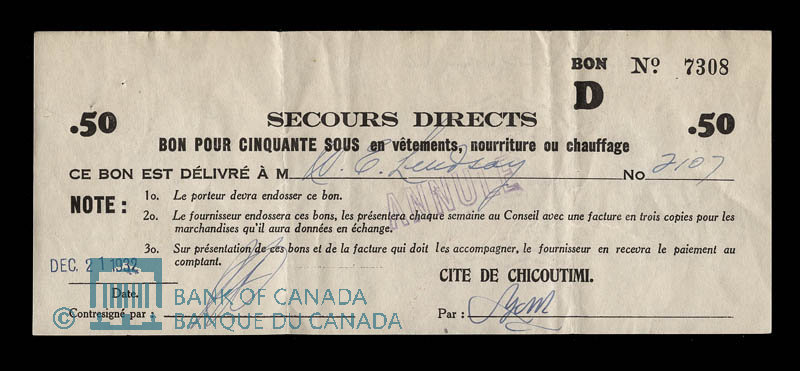 BON No 7308
D
.50 SECOURS DIRECTS .50
BON POUR CINQUANTE SOUS en vêtements, nourriture ou chauffage
CE BON EST DÉLIVRÉ À M W. E. Lindsay No 2107
ANNULÉ
NOTE :
1o. Le porteur devra endosser ce bon.
2o. Le fournisseur endossera ces bons, les présentera chaque semaine au Conseil avec une facture en trois copies pour les
marchandises qu'il aura données en échange.
3o. Sur présentation de ces bons et de la facture qui doit les accompagner, le fournisseur en recevra le paiement au
comptant.
DEC. 21 1932
CITE DE CHICOUTIMI.
Date.
BANK OF CANADA
© BANQUE DU CANADA
Contresigné par :
Par :